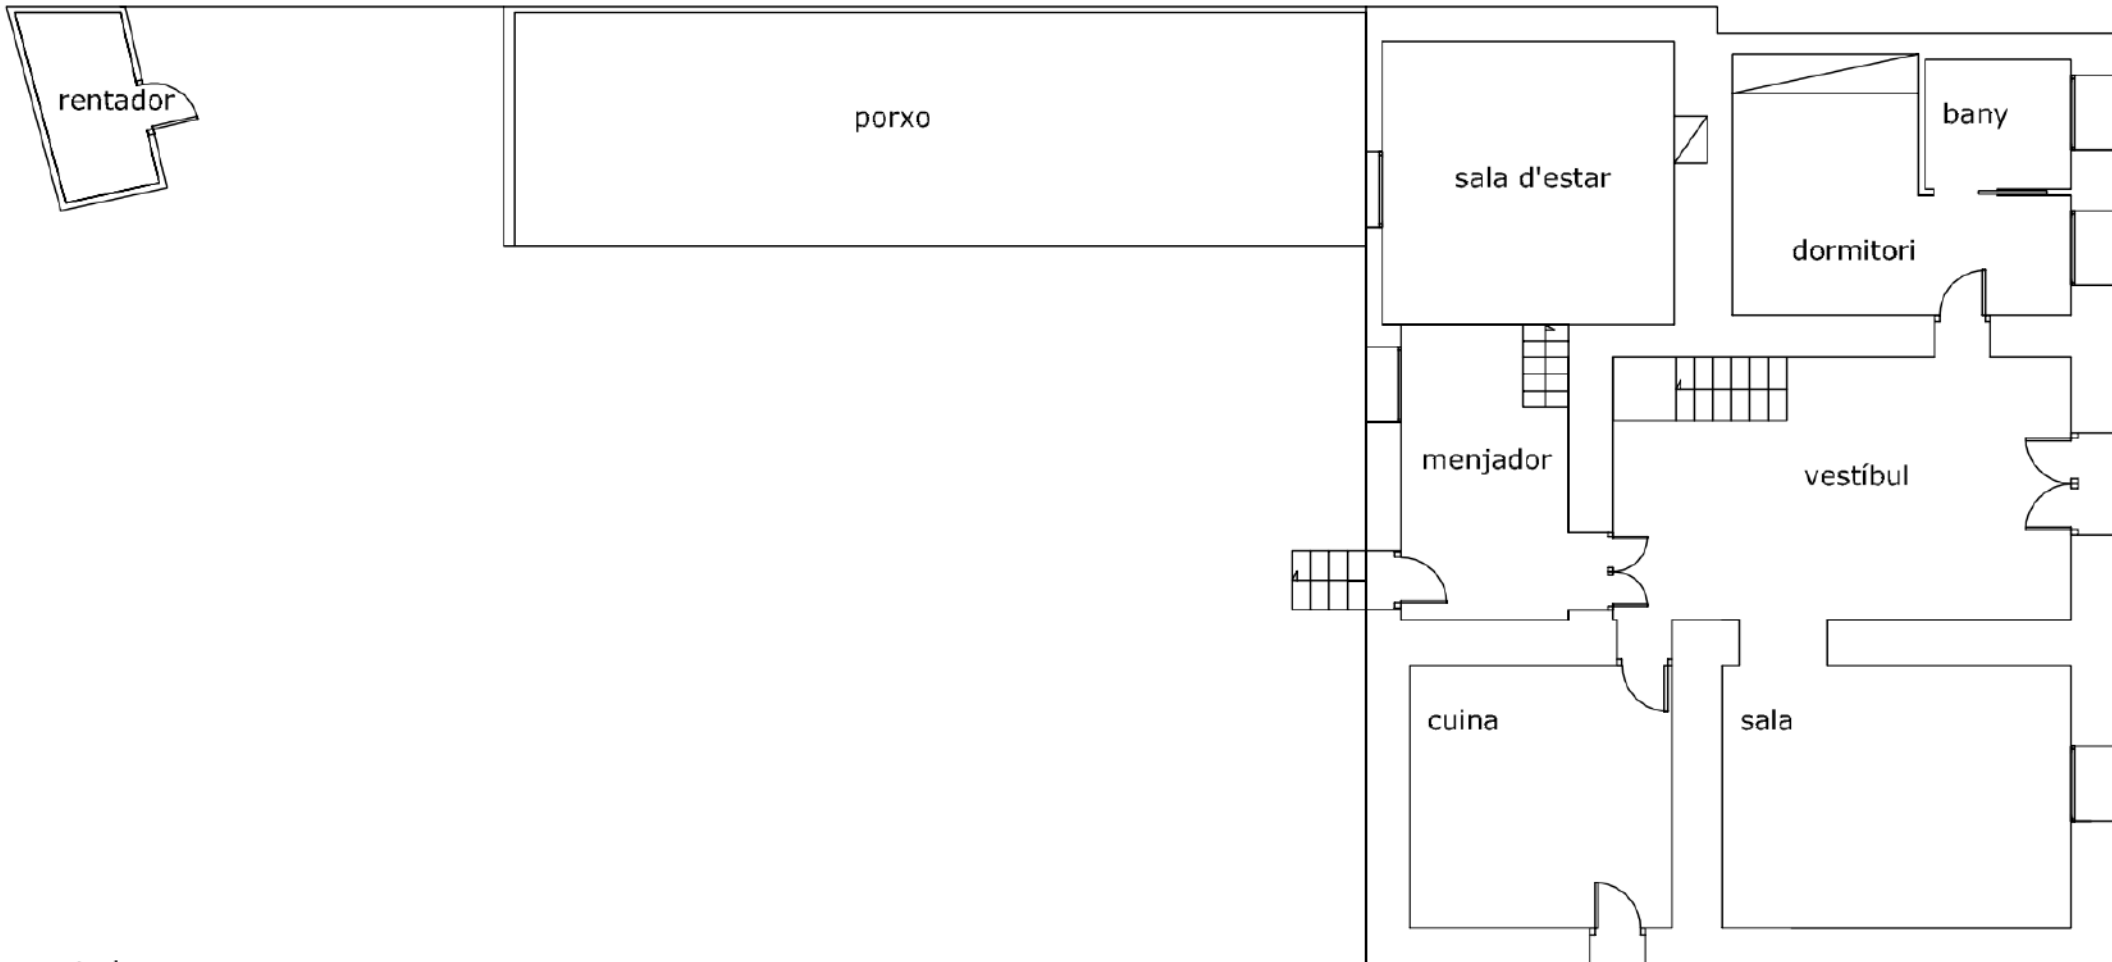 rentador
porxo
sala d'estar
bany
dormitori
menjador
vestíbul
cuina
sala